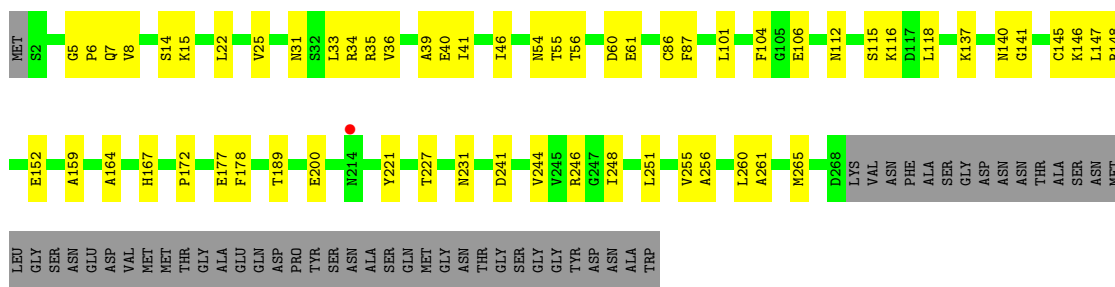 MET S2 G5 P6 Q7 V8 S14 K15 L22 V25 N31 S32 L33 R34 R35 V36 A39 E40 I41 I46 N54 T55 T56 D60 E61 C86 F87 L101 F104 G105 E106 N112 S115 K116 D117 L118 K137 N140 G141 C145 K146 L147 R148
E152 A159 A164 H167 P172 E177 F178 T189 E200 N214 Y221 T227 N231 D241 V244 V245 R246 G247 I248 L251 V255 A256 L260 A261 M265 D268 LYS VAL ASN PHE ALA SER GLY ASP ASN ASN THR ALA SER ASN MET
LEU GLY SER ASN GLU ASP VAL MET MET THR GLY ALA GLU GLN ASP PRO TYR SER ASN ALA SER GLN MET GLY ASN THR GLY SER GLY GLY TYR ASP ASN ALA TRP